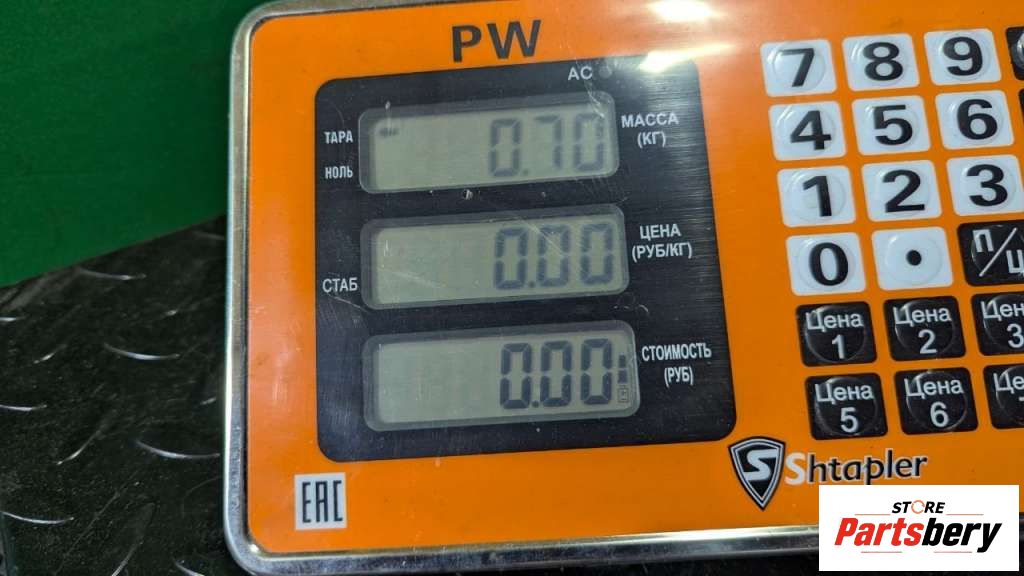 PW
AC
ТАРА
НОЛЬ
0.70
МАССА
(КГ)
СТАБ
0.00
ЦЕНА
(РУБ/КГ)
0.00
СТОИМОСТЬ
(РУБ)
7 8 9
4 5 6
1 2 3
0 .
П/Ц
Цена 1
Цена 2
Цена 3
Цена 5
Цена 6
S Shtapler
EAC
STORE
Partsbery